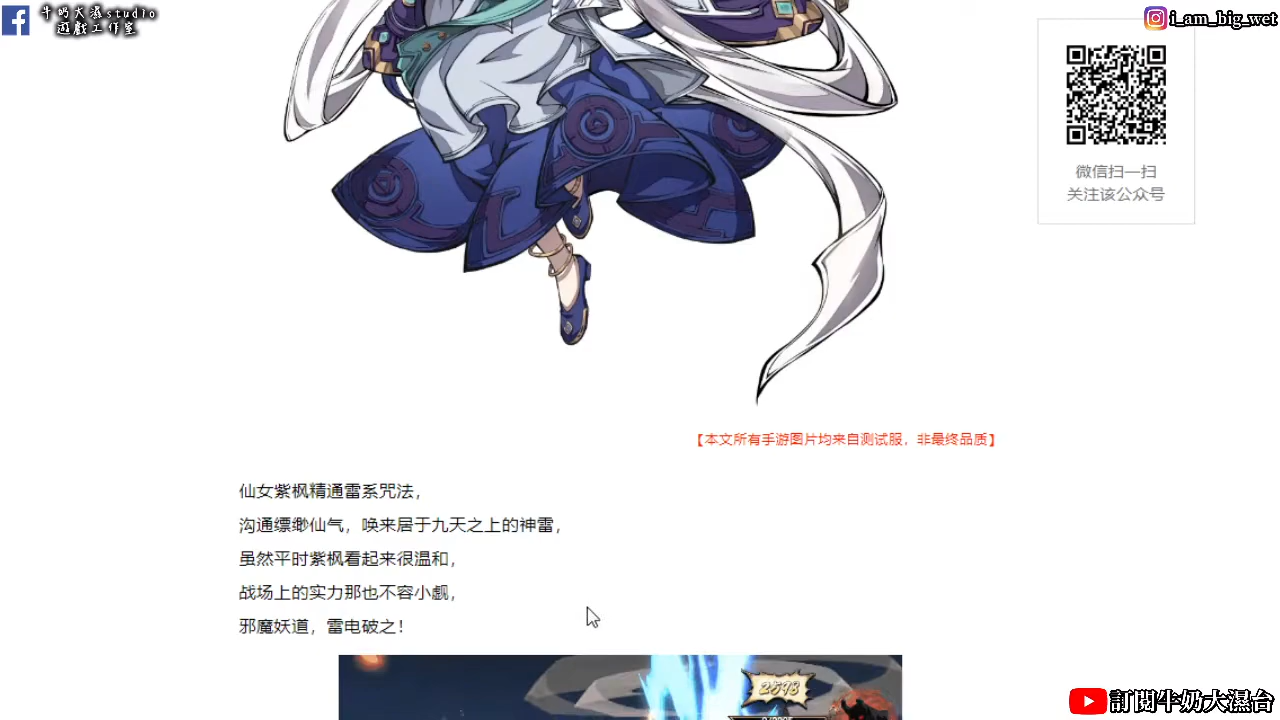 牛奶大濕studio
遊戲工作室
i_am_big_wet
微信扫一扫
关注该公众号
【本文所有手游图片均来自测试服，非最终品质】
仙女紫枫精通雷系咒法，
沟通缥缈仙气，唤来居于九天之上的神雷，
虽然平时紫枫看起来很温和，
战场上的实力那也不容小觑，
邪魔妖道，雷电破之！
2598
訂閱牛奶大濕台